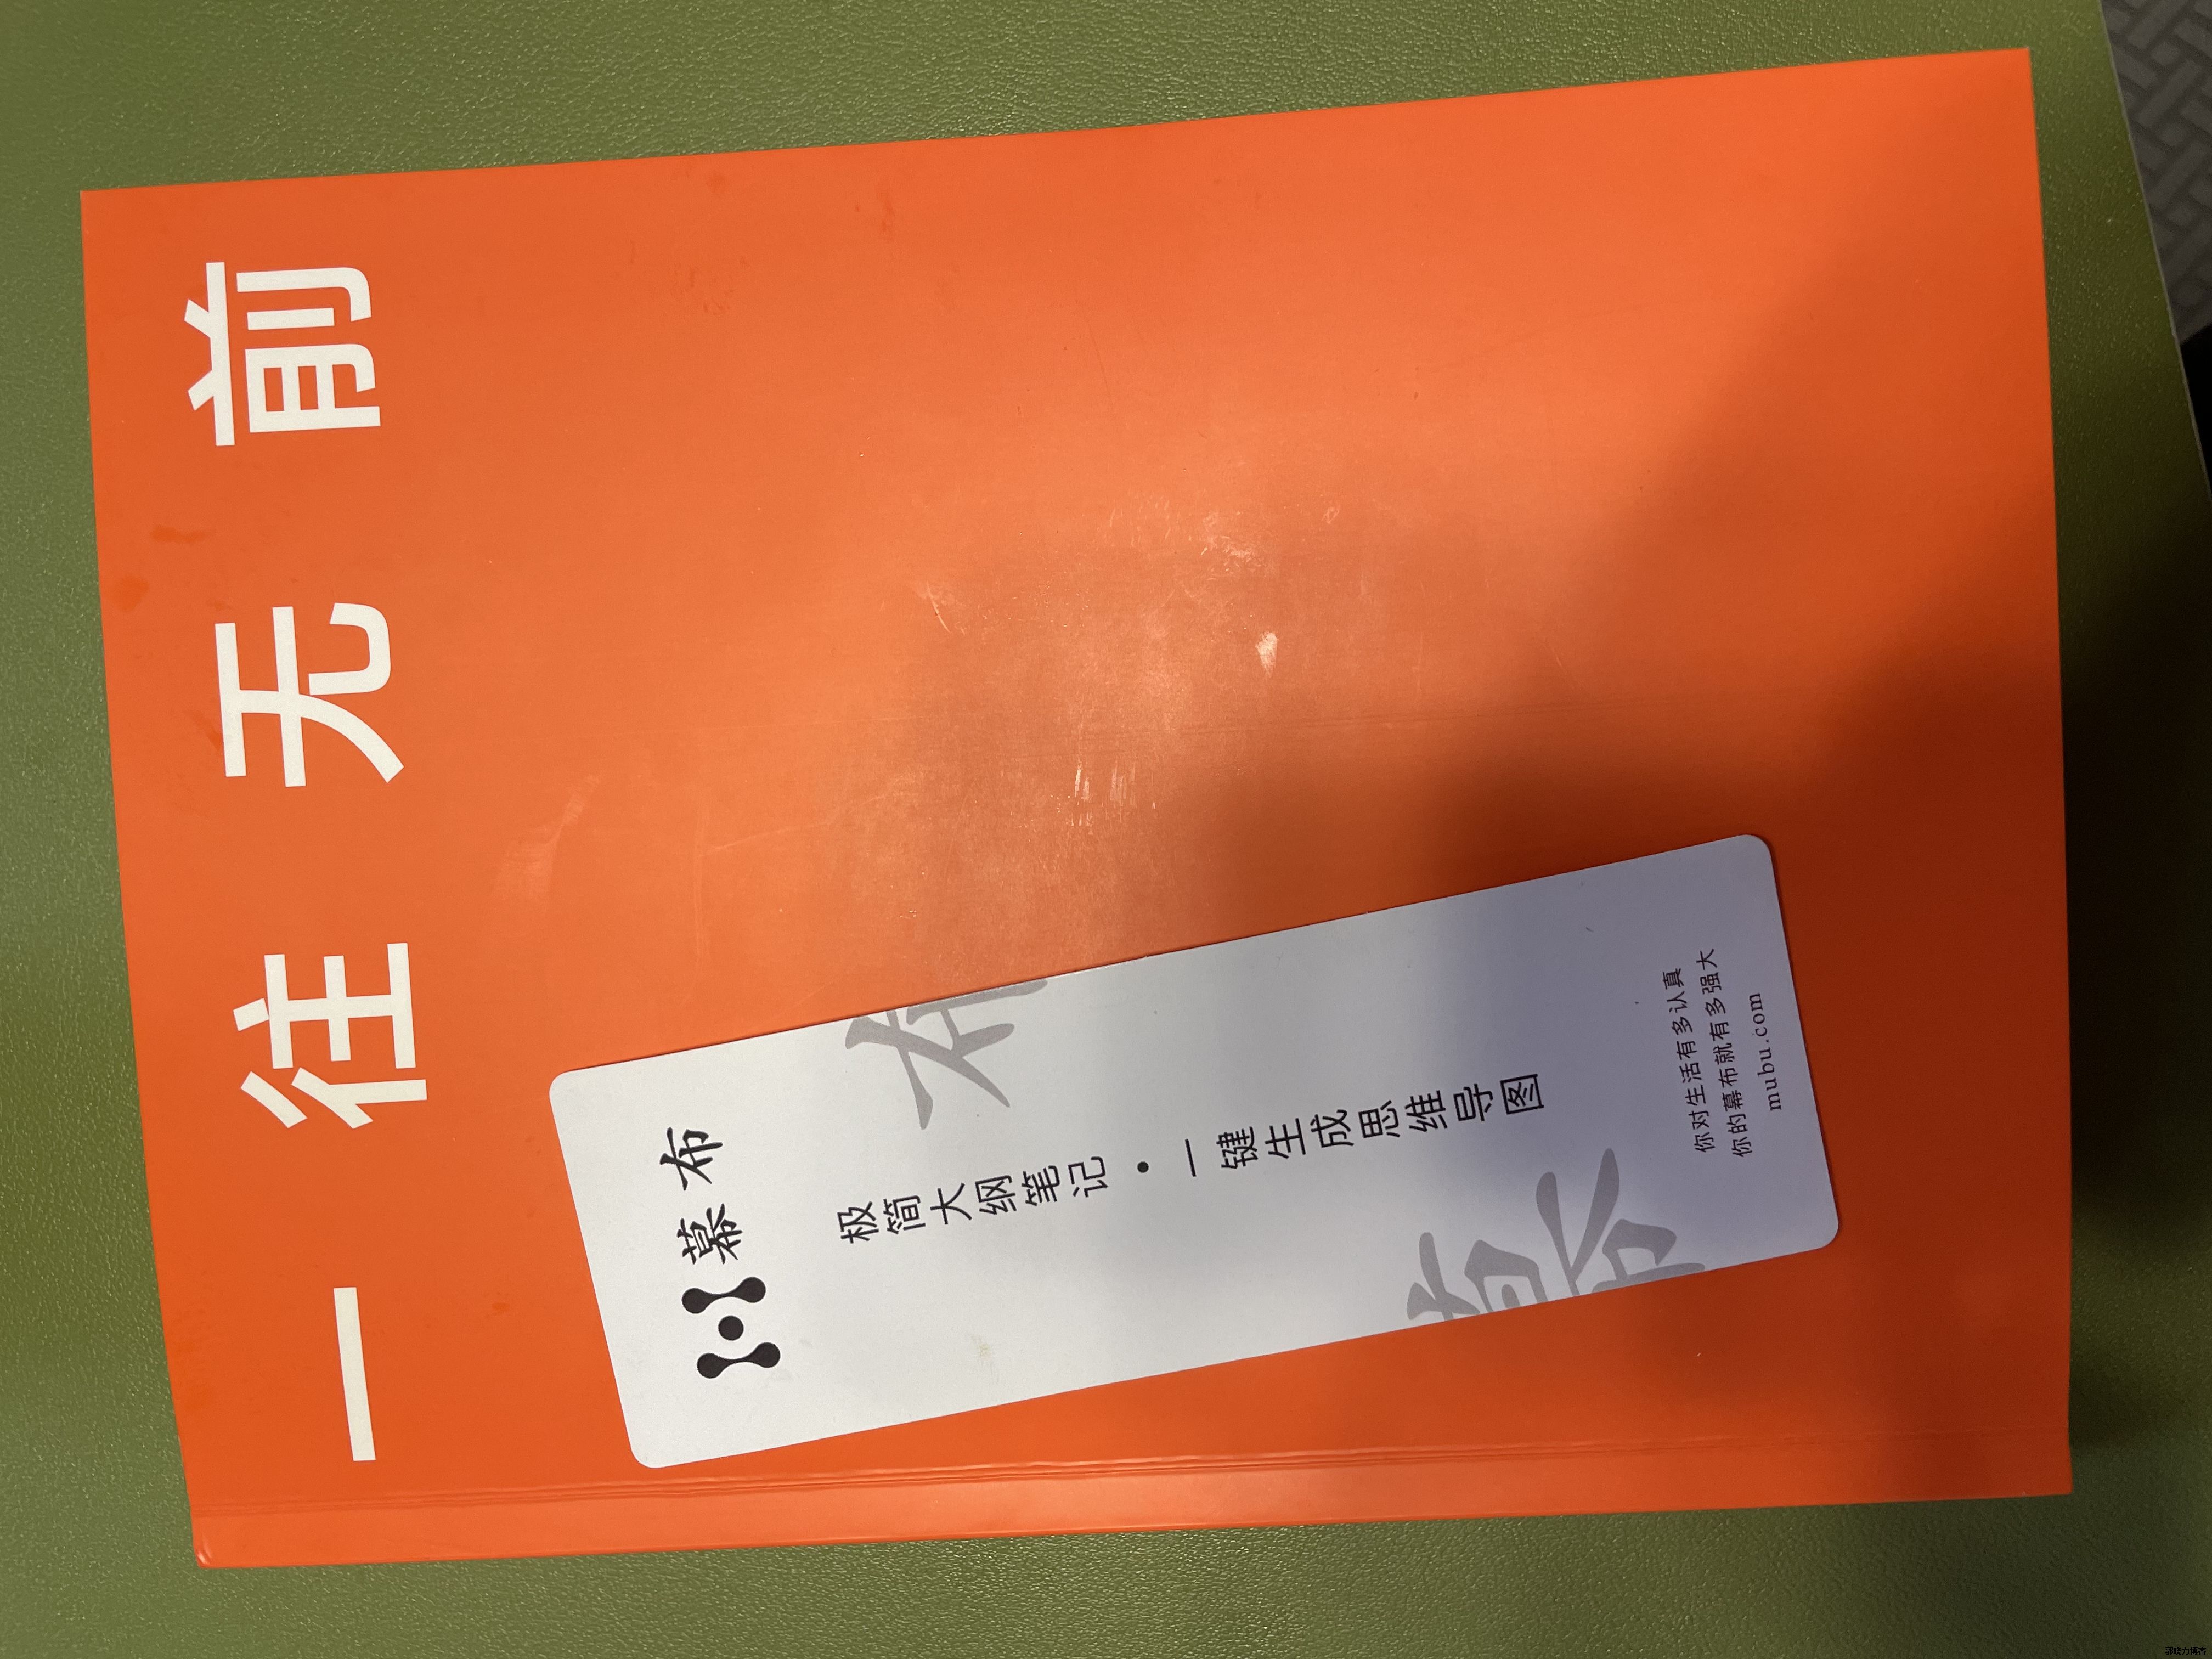 一往无前
幕布
极简大纲笔记·一键生成思维导图
你对生活有多认真
你的幕布就有多强大
mubu.com
布
幕